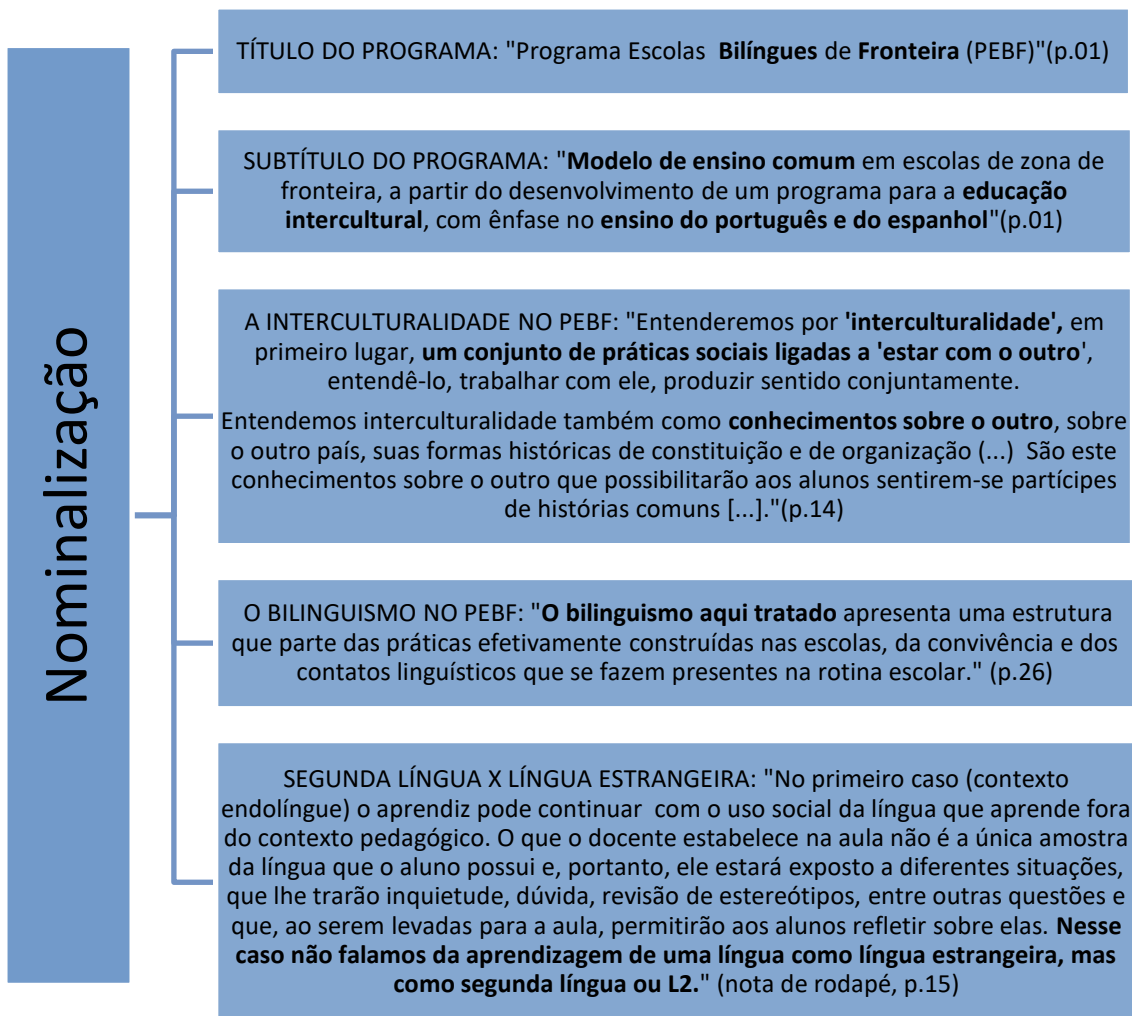 Nominalização
TÍTULO DO PROGRAMA: "Programa Escolas Bilíngues de Fronteira (PEBF)"(p.01)
SUBTÍTULO DO PROGRAMA: "Modelo de ensino comum em escolas de zona de
fronteira, a partir do desenvolvimento de um programa para a educação
intercultural, com ênfase no ensino do português e do espanhol"(p.01)
A INTERCULTURALIDADE NO PEBF: "Entenderemos por 'interculturalidade', em
primeiro lugar, um conjunto de práticas sociais ligadas a 'estar com o outro',
entendê-lo, trabalhar com ele, produzir sentido conjuntamente.
Entendemos interculturalidade também como conhecimentos sobre o outro, sobre
o outro país, suas formas históricas de constituição e de organização (...) São este
conhecimentos sobre o outro que possibilitarão aos alunos sentirem-se partícipes
de histórias comuns [...]."(p.14)
O BILINGUISMO NO PEBF: "O bilinguismo aqui tratado apresenta uma estrutura
que parte das práticas efetivamente construídas nas escolas, da convivência e dos
contatos linguísticos que se fazem presentes na rotina escolar." (p.26)
SEGUNDA LÍNGUA X LÍNGUA ESTRANGEIRA: "No primeiro caso (contexto
endolíngue) o aprendiz pode continuar com o uso social da língua que aprende fora
do contexto pedagógico. O que o docente estabelece na aula não é a única amostra
da língua que o aluno possui e, portanto, ele estará exposto a diferentes situações,
que lhe trarão inquietude, dúvida, revisão de estereótipos, entre outras questões e
que, ao serem levadas para a aula, permitirão aos alunos refletir sobre elas. Nesse
caso não falamos da aprendizagem de uma língua como língua estrangeira, mas
como segunda língua ou L2." (nota de rodapé, p.15)